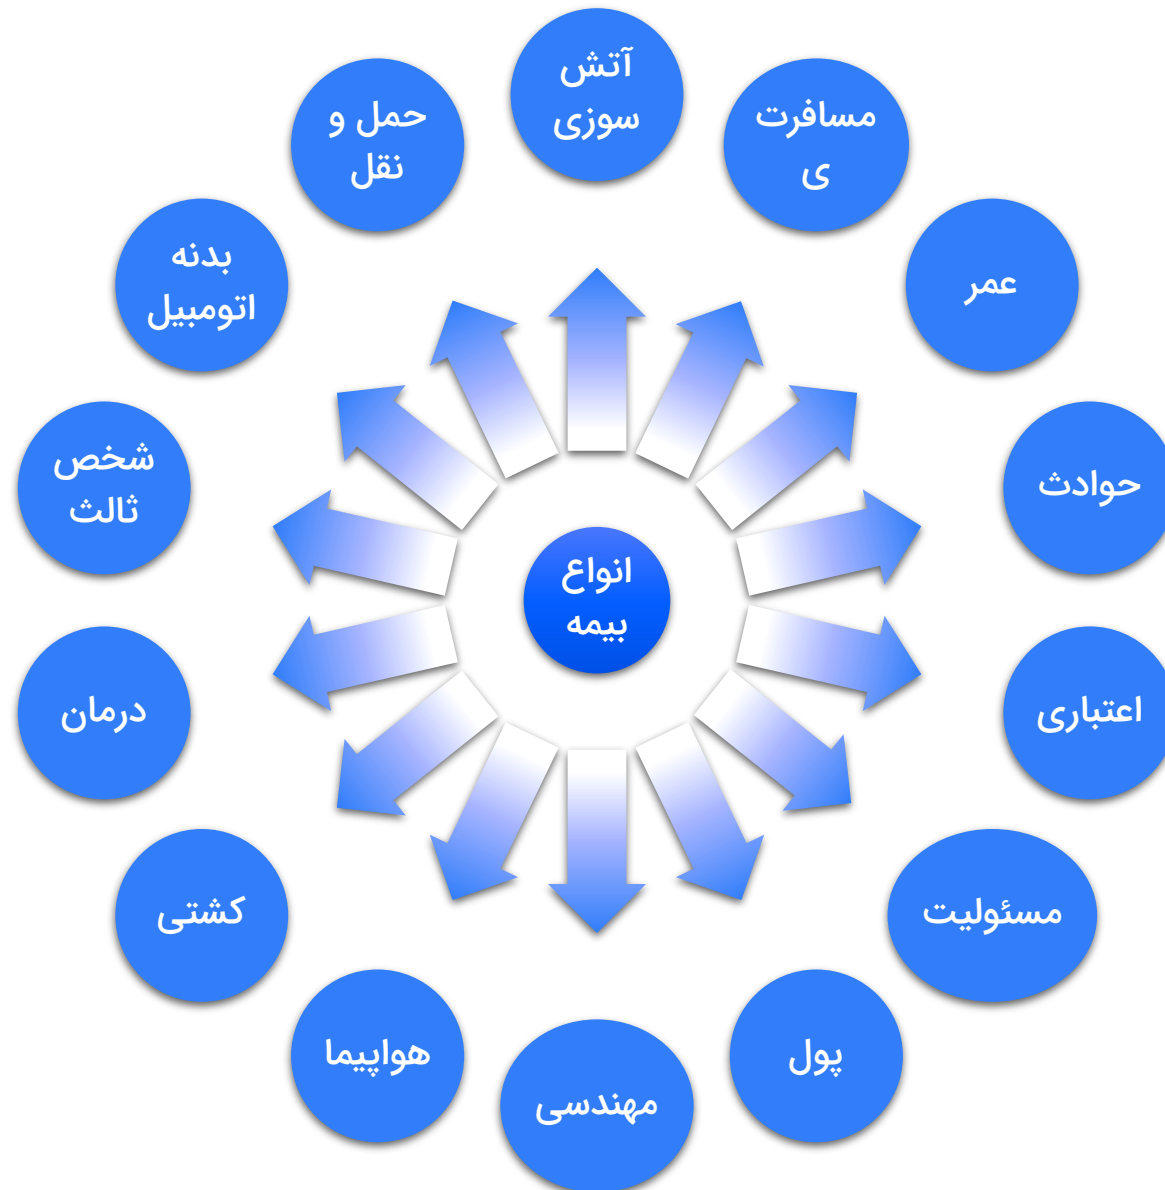 آتش
سوزی
مسافرت
ی
عمر
حوادث
اعتباری
مسئولیت
پول
مهندسی
هواپیما
کشتی
درمان
شخص
ثالث
بدنه
اتومبیل
حمل و
نقل
انواع
بیمه